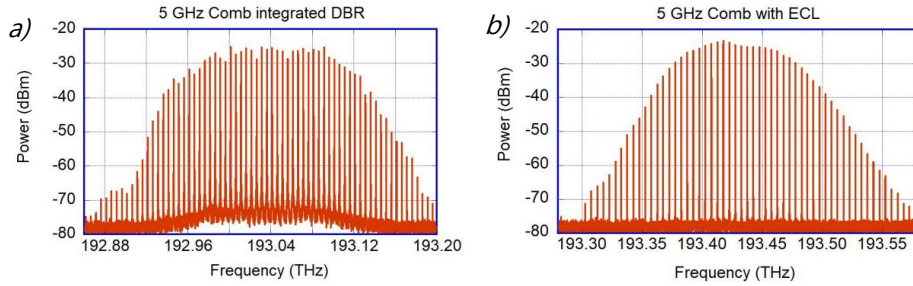 a)
5 GHz Comb integrated DBR
-20
-30
-40
-50
-60
-70
-80
Power (dBm)
192.88 192.96 193.04 193.12 193.20
Frequency (THz)
b)
5 GHz Comb with ECL
-20
-30
-40
-50
-60
-70
-80
Power (dBm)
193.30 193.35 193.40 193.45 193.50 193.55
Frequency (THz)